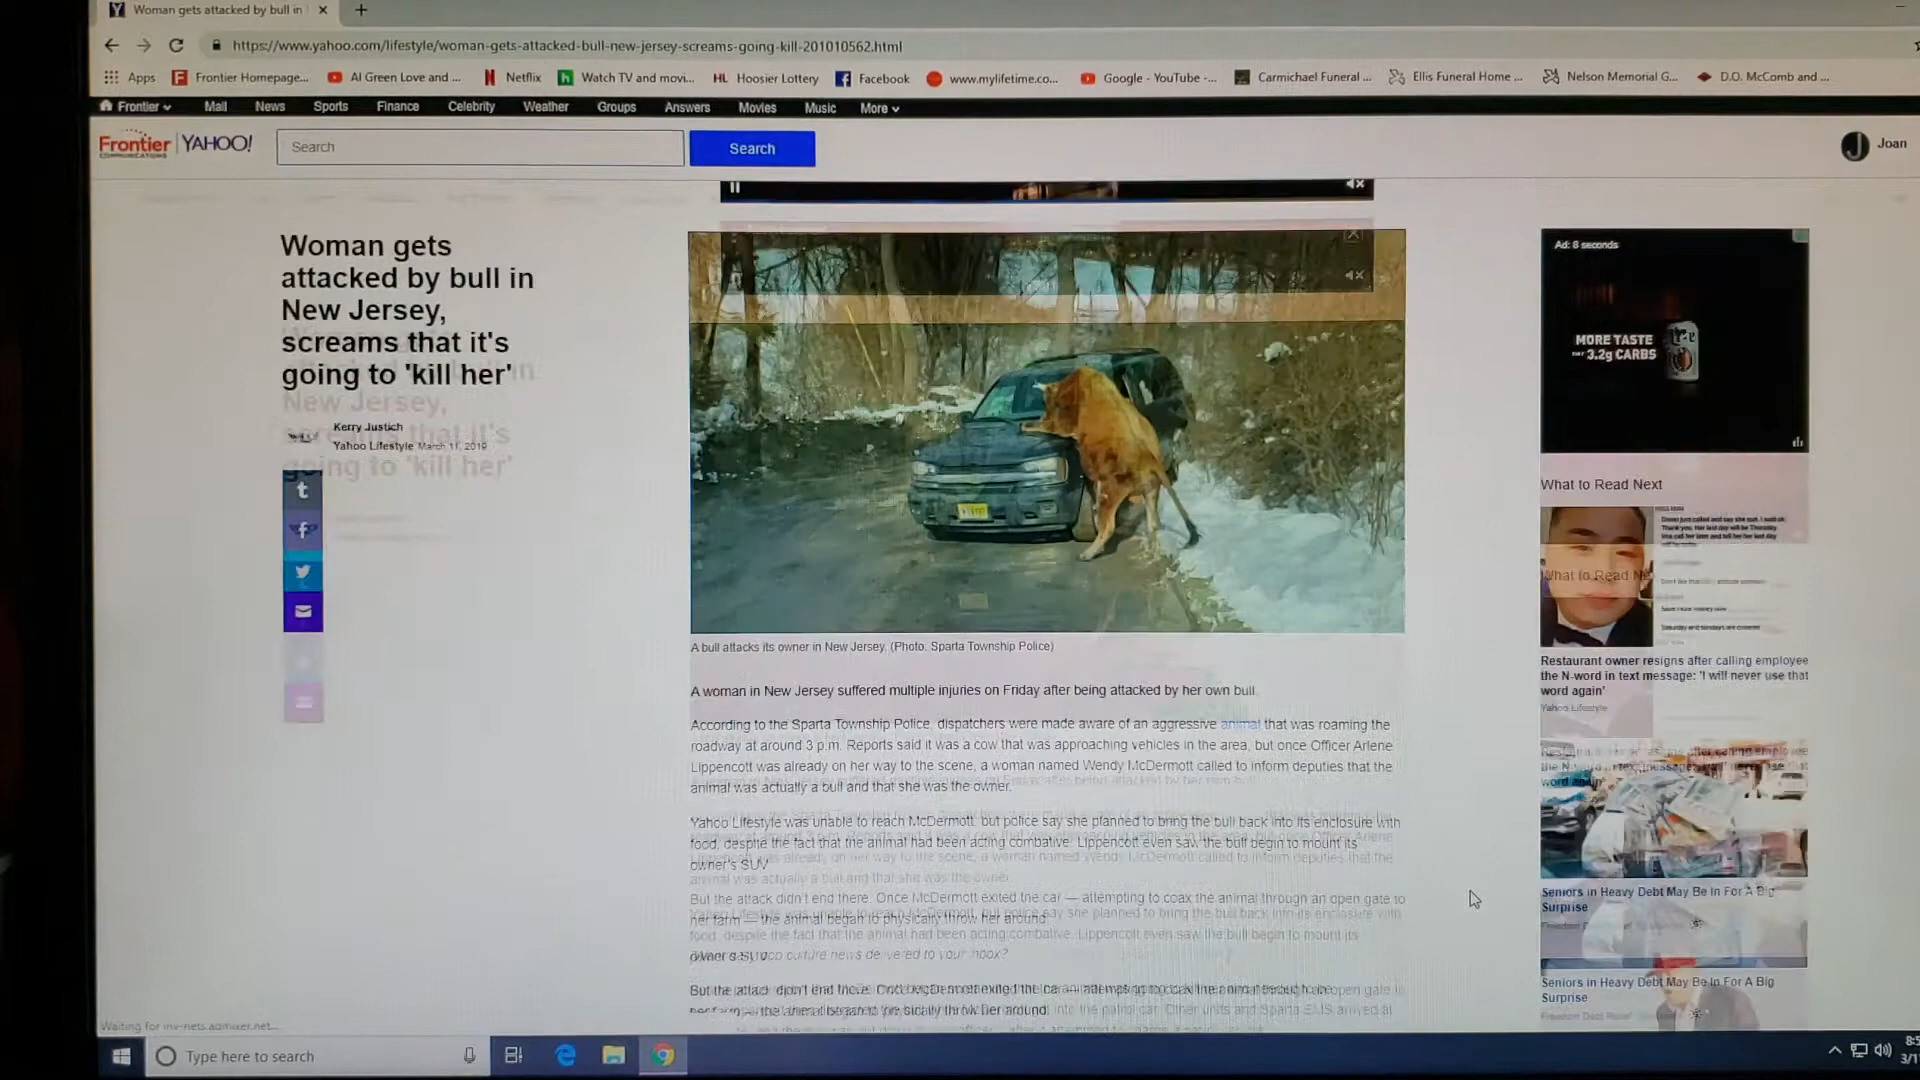 Woman gets attacked by bull in
https://www.yahoo.com/lifestyle/woman-gets-attacked-bull-new-jersey-screams-going-kill-201010562.html
Apps Frontier Homepage... Al Green Love and ... Netflix Watch TV and movi... HL Hoosier Lottery Facebook www.mylifetime.co... Google - YouTube -... Carmichael Funeral ... Ellis Funeral Home ... Nelson Memorial G... D.O. McComb and ...
Frontier Mail News Sports Finance Celebrity Weather Groups Answers Movies Music More
Frontier YAHOO! Search Search Joan
COMMUNICATIONS
Woman gets
attacked by bull in
New Jersey,
screams that it's
going to 'kill her'
Kerry Justich
Yahoo Lifestyle March 11, 2019
A bull attacks its owner in New Jersey. (Photo: Sparta Township Police)
A woman in New Jersey suffered multiple injuries on Friday after being attacked by her own bull.
According to the Sparta Township Police, dispatchers were made aware of an aggressive animal that was roaming the
roadway at around 3 p.m. Reports said it was a cow that was approaching vehicles in the area, but once Officer Arlene
Lippencott was already on her way to the scene, a woman named Wendy McDermott called to inform deputies that the
animal was actually a bull and that she was the owner.
Yahoo Lifestyle was unable to reach McDermott, but police say she planned to bring the bull back into its enclosure with
food, despite the fact that the animal had been acting combative. Lippencott even saw the bull begin to mount its
owner's SUV
But the attack didn't end there. Once McDermott exited the car — attempting to coax the animal through an open gate to
her farm — the animal began to physically throw her around.
Ad: 8 seconds
MORE TASTE
3.2g CARBS
What to Read Next
Restaurant owner resigns after calling employee
the N-word in text message: 'I will never use that
word again'
Yahoo Lifestyle
Seniors in Heavy Debt May Be In For A Big
Surprise
Seniors in Heavy Debt May Be In For A Big
Surprise
Waiting for inv-nets.admixer.net...
Type here to search
8:5
3/1